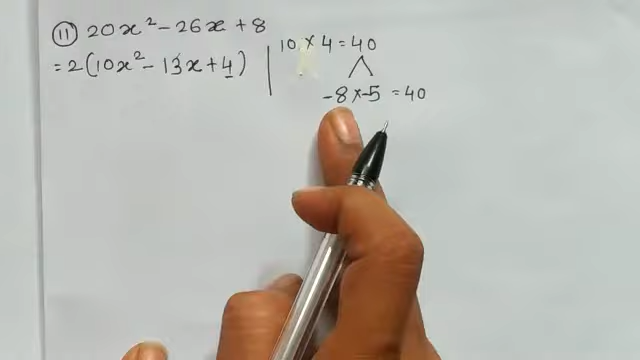 ⑪ 20x² - 26x + 8
= 2(10x² - 13x + 4)
10 × 4 = 40
-8 × -5 = 40